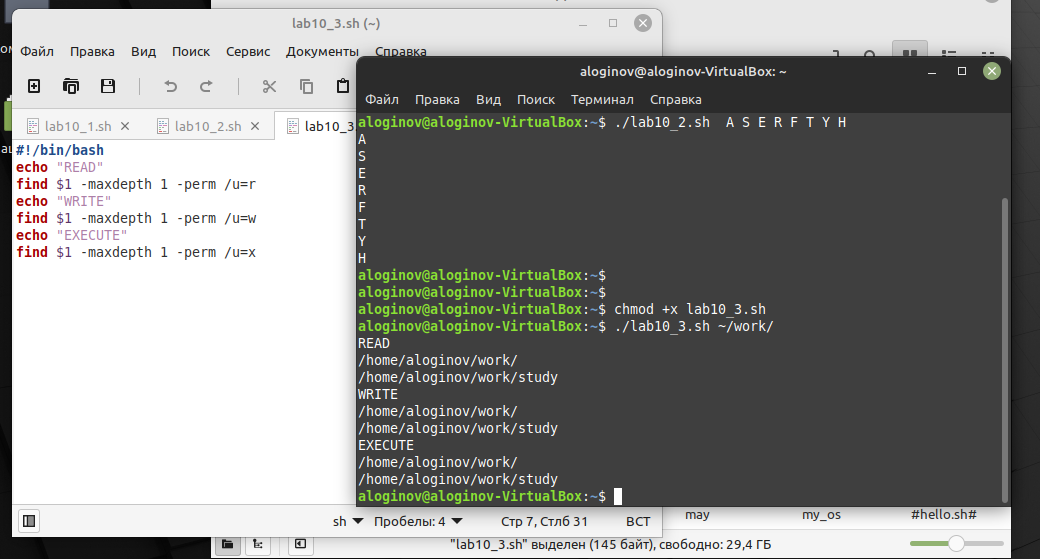 lab10_3.sh (~)
Файл Правка Вид Поиск Сервис Документы Справка
lab10_1.sh lab10_2.sh lab10_3
#!/bin/bash
echo "READ"
find $1 -maxdepth 1 -perm /u=r
echo "WRITE"
find $1 -maxdepth 1 -perm /u=w
echo "EXECUTE"
find $1 -maxdepth 1 -perm /u=x
sh Пробелы: 4 Стр 7, Стлб 31 ВСТ
aloginov@aloginov-VirtualBox: ~
Файл Правка Вид Поиск Терминал Справка
aloginov@aloginov-VirtualBox:~$ ./lab10_2.sh  A S E R F T Y H
A
S
E
R
F
T
Y
H
aloginov@aloginov-VirtualBox:~$
aloginov@aloginov-VirtualBox:~$
aloginov@aloginov-VirtualBox:~$ chmod +x lab10_3.sh
aloginov@aloginov-VirtualBox:~$ ./lab10_3.sh ~/work/
READ
/home/aloginov/work/
/home/aloginov/work/study
WRITE
/home/aloginov/work/
/home/aloginov/work/study
EXECUTE
/home/aloginov/work/
/home/aloginov/work/study
aloginov@aloginov-VirtualBox:~$
may my_os #hello.sh#
"lab10_3.sh" выделен (145 байт), свободно: 29,4 ГБ